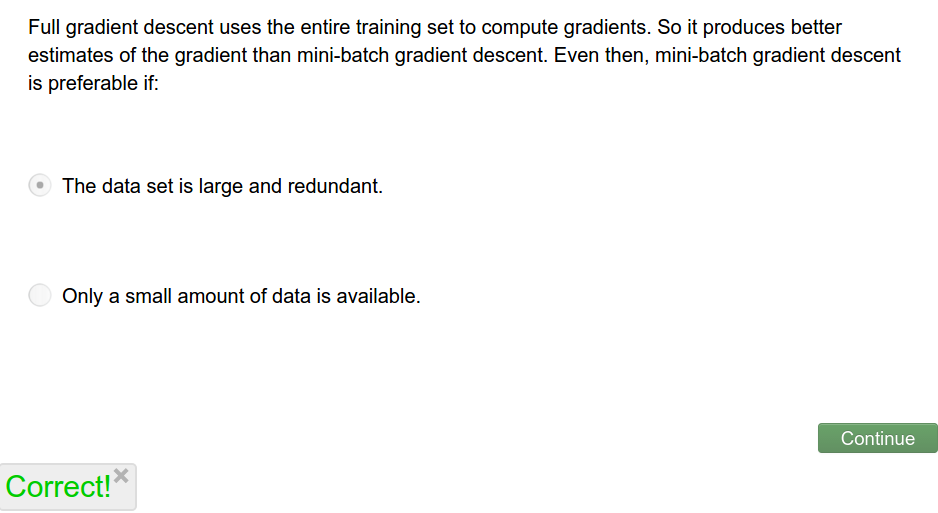 Full gradient descent uses the entire training set to compute gradients. So it produces better
estimates of the gradient than mini-batch gradient descent. Even then, mini-batch gradient descent
is preferable if:
The data set is large and redundant.
Only a small amount of data is available.
Continue
Correct!